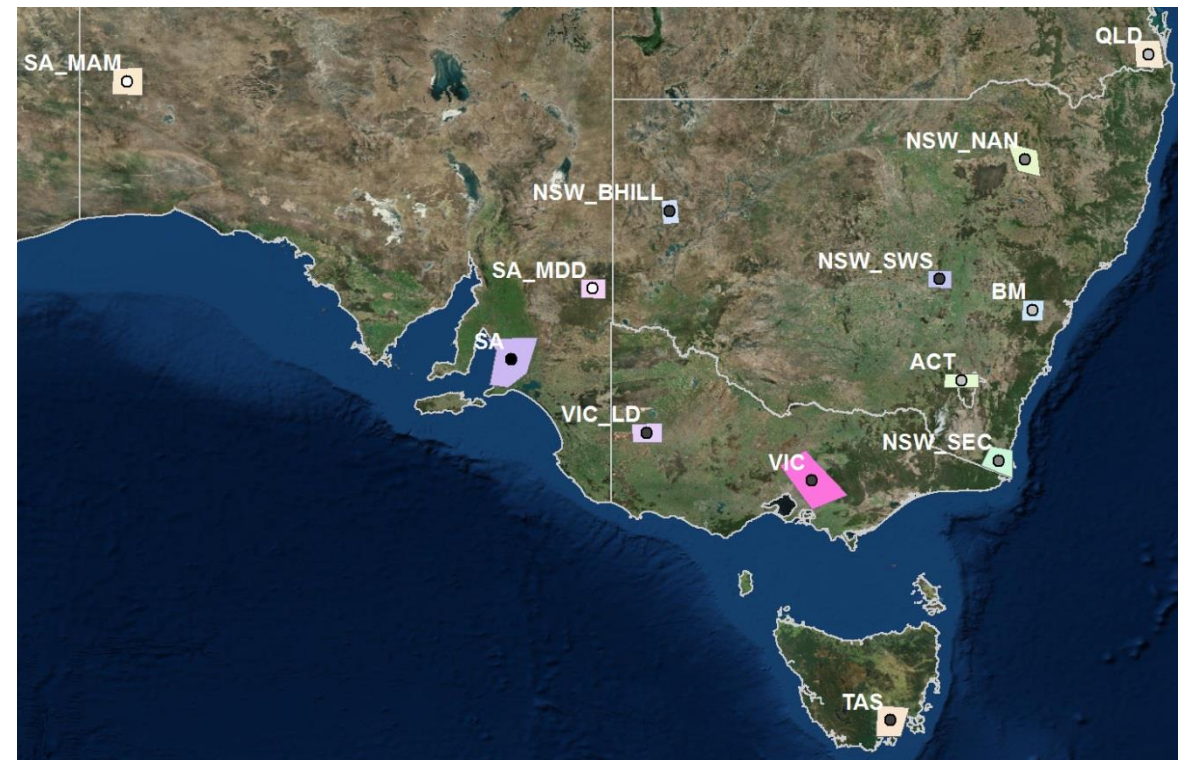 QLD
SA_MAM
NSW_NAN
NSW_BHILL
NSW_SWS
SA_MDD
BM
SA
ACT
VIC_LD
NSW_SEC
VIC
TAS